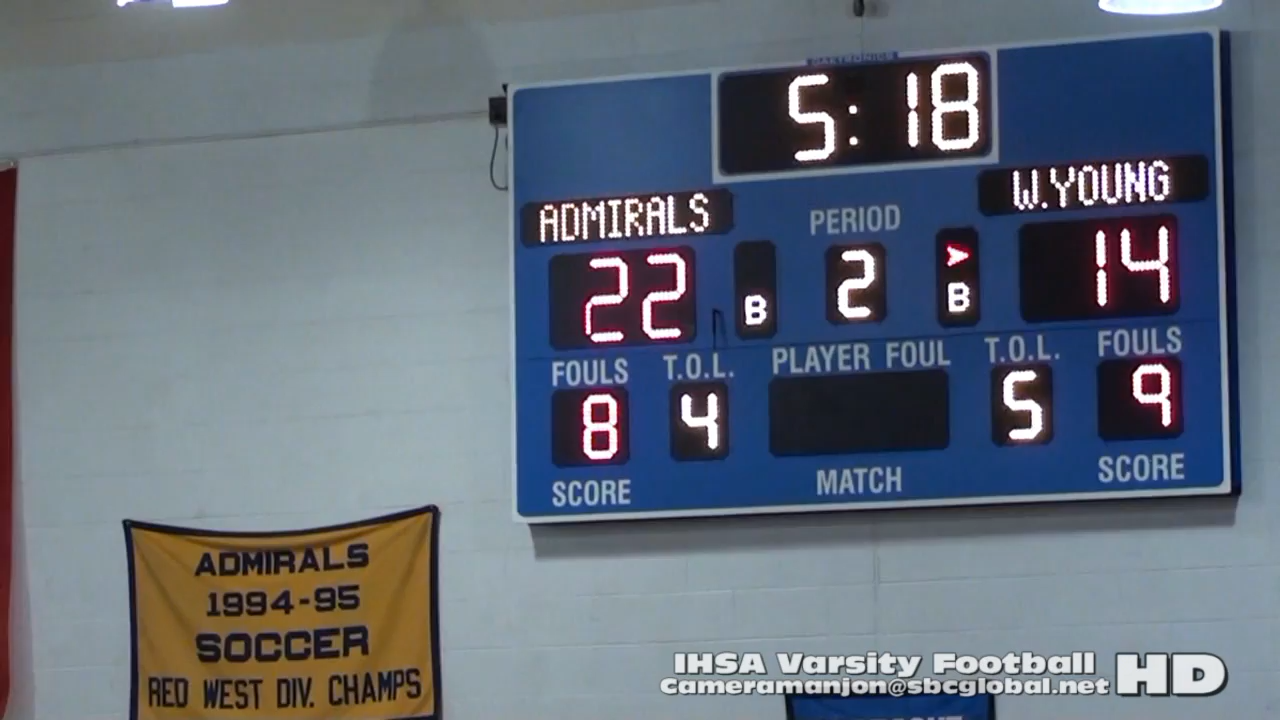 DAKTRONICS
5:18
ADMIRALS
W.YOUNG
PERIOD
22
B
2
B
14
FOULS
T.O.L.
PLAYER FOUL
T.O.L.
FOULS
8
4
5
9
SCORE
MATCH
SCORE
ADMIRALS
1994-95
SOCCER
RED WEST DIV. CHAMPS
IHSA Varsity Football
cameramanjon@sbcglobal.net
HD